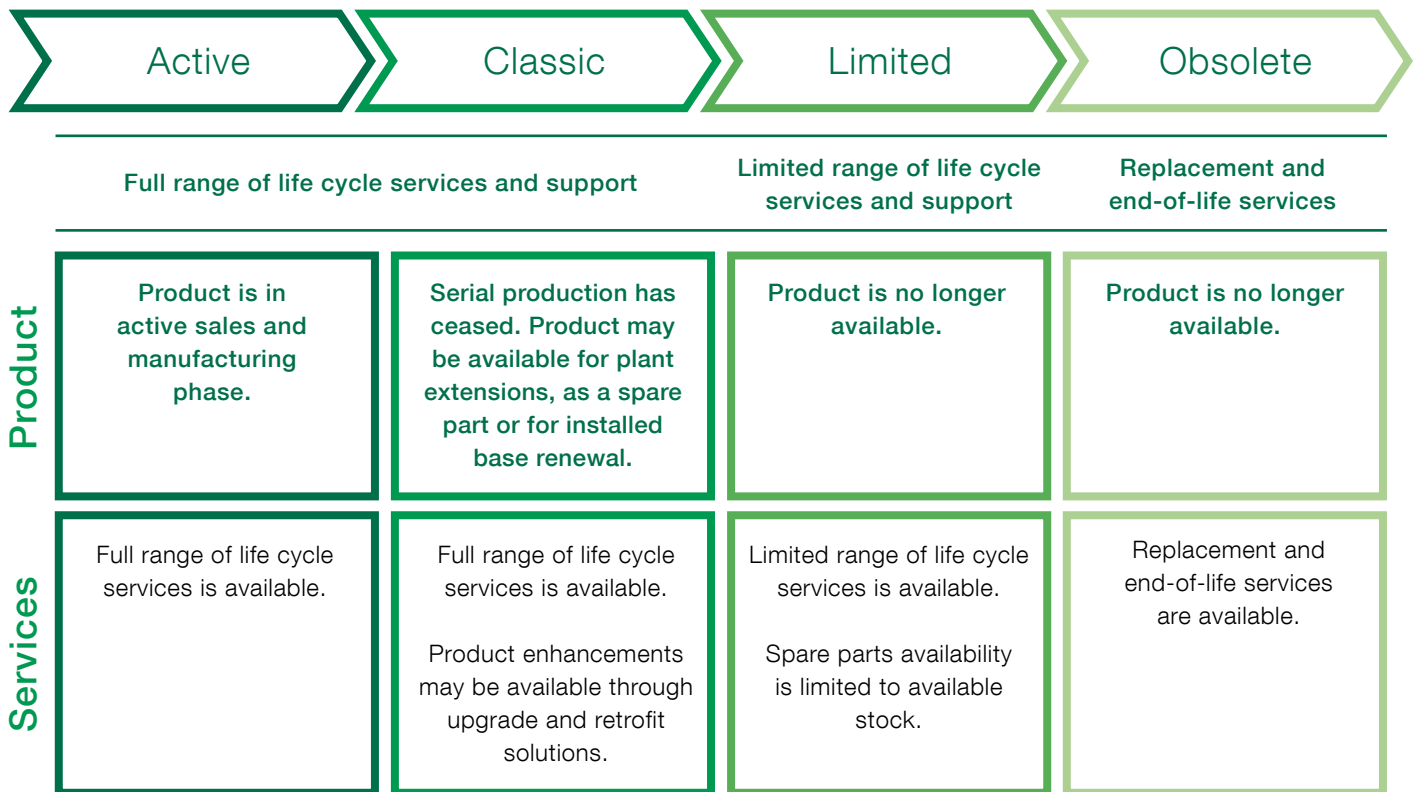 Active
Classic
Limited
Obsolete
Full range of life cycle services and support
Limited range of life cycle
services and support
Replacement and
end-of-life services
Product
Product is in
active sales and
manufacturing
phase.
Serial production has
ceased. Product may
be available for plant
extensions, as a spare
part or for installed
base renewal.
Product is no longer
available.
Product is no longer
available.
Services
Full range of life cycle
services is available.
Full range of life cycle
services is available.
Product enhancements
may be available through
upgrade and retrofit
solutions.
Limited range of life cycle
services is available.
Spare parts availability
is limited to available
stock.
Replacement and
end-of-life services
are available.